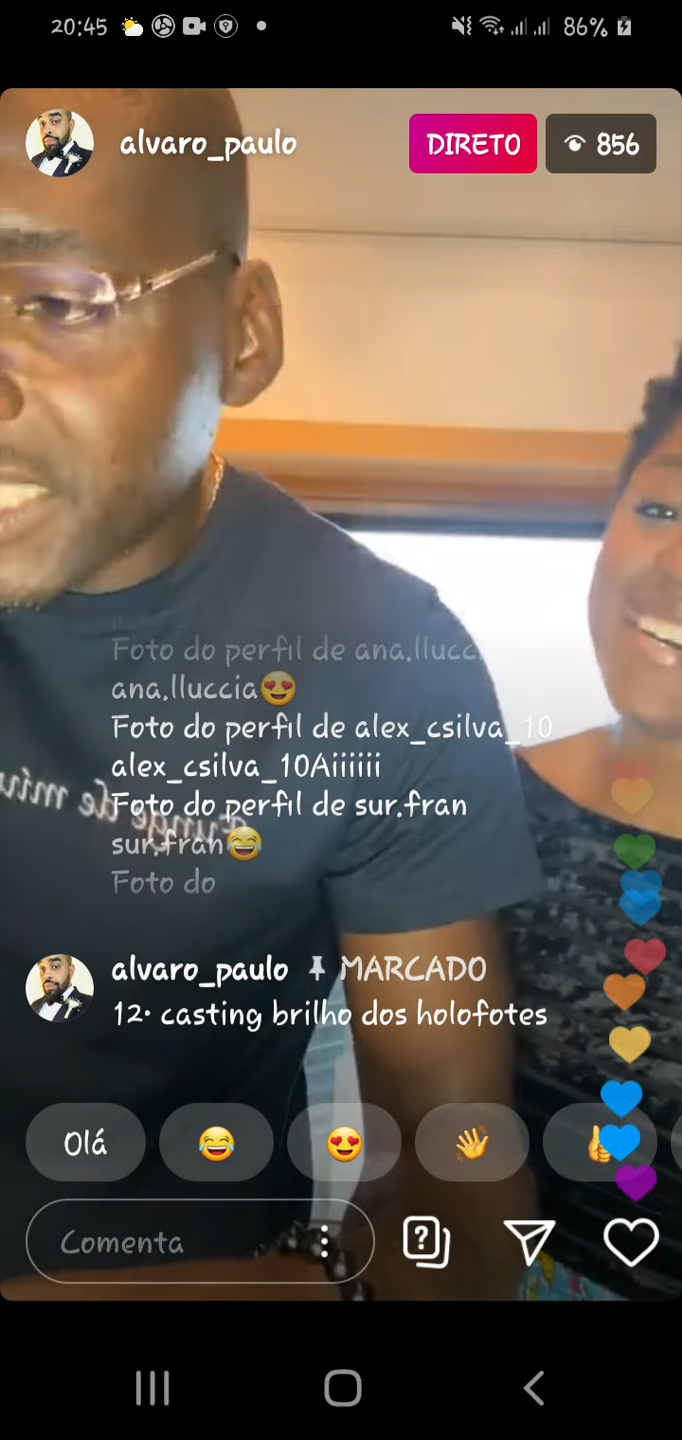 20:45
86%
alvaro_paulo
DIRETO
856
Foto do perfil de ana.llucci
ana.lluccia😍
Foto do perfil de alex_csilva_10
alex_csilva_10Aiiiiii
Foto do perfil de sur.fran
sur.fran😂
Foto do
alvaro_paulo MARCADO
12• casting brilho dos holofotes
Olá 😂 😍 👋 👍
Comenta